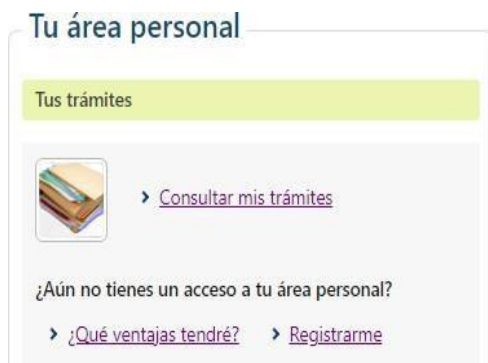 Tu área personal
Tus trámites
Consultar mis trámites
¿Aún no tienes un acceso a tu área personal?
¿Qué ventajas tendré? Registrarme